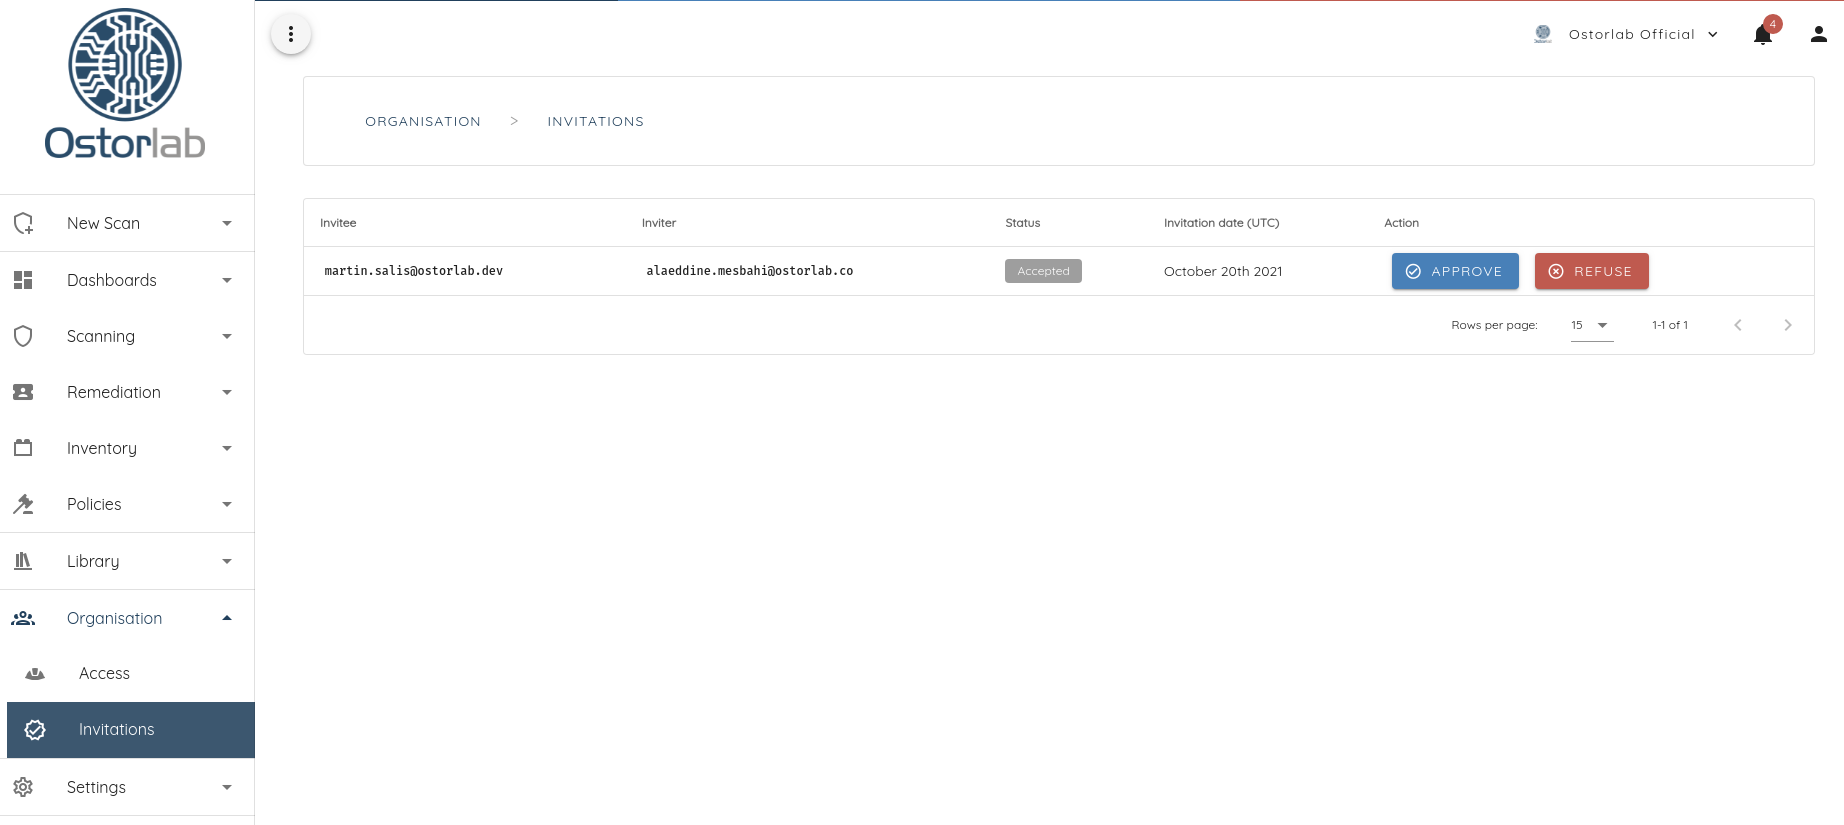 Ostorlab
New Scan
Dashboards
Scanning
Remediation
Inventory
Policies
Library
Organisation
Access
Invitations
Settings
Ostorlab Official
4
ORGANISATION > INVITATIONS
Invitee Inviter Status Invitation date (UTC) Action
martin.salis@ostorlab.dev alaeddine.mesbahi@ostorlab.co Accepted October 20th 2021 APPROVE REFUSE
Rows per page: 15 1-1 of 1